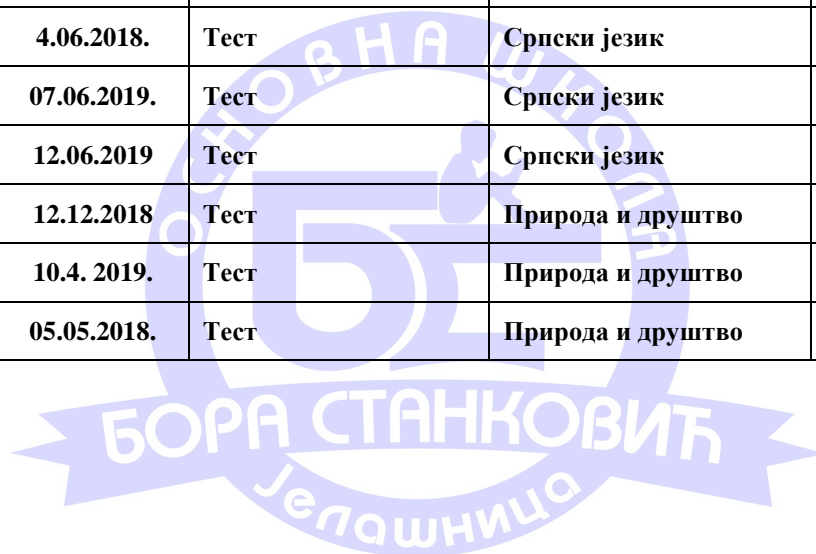 4.06.2018. Тест Српски језик
07.06.2019. Тест Српски језик
12.06.2019 Тест Српски језик
12.12.2018 Тест Природа и друштво
10.4. 2019. Тест Природа и друштво
05.05.2018. Тест Природа и друштво
ОСНОВНА ШКОЛА
БС
БОРА СТАНКОВИЋ
Јелашница